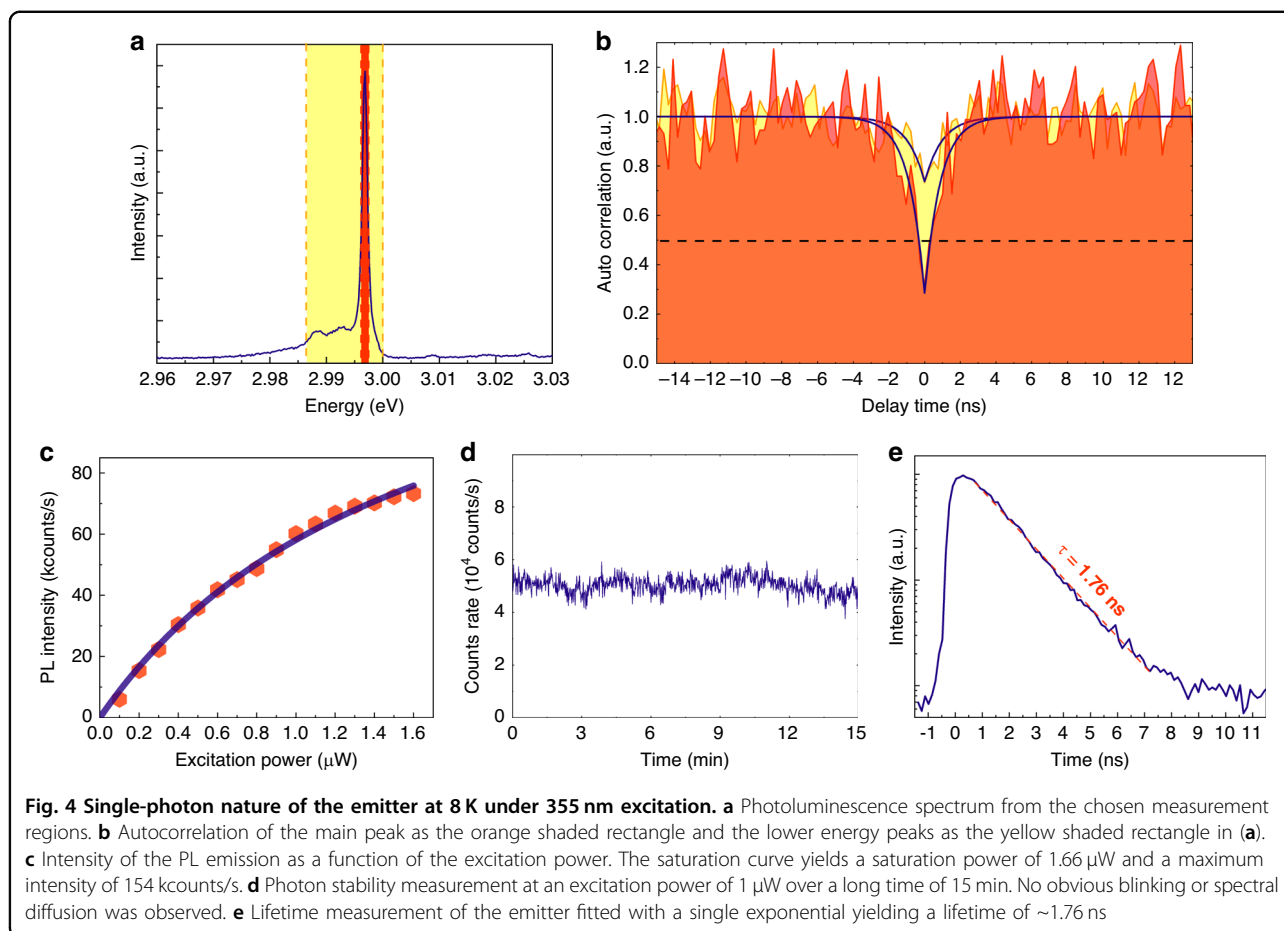 a
Intensity (a.u.)
2.96 2.97 2.98 2.99 3.00 3.02 3.02 3.03
Energy (eV)
b
Auto correlation (a.u.)
1.2
1.0
0.8
0.6
0.4
0.2
0.0
−14 −12 −10 −8 −6 −4 −2 0 2 4 6 8 10 12 12
Delay time (ns)
c
PL intensity (kcounts/s)
80
60
40
20
0
0.0 0.2 0.4 0.6 0.8 1.0 1.2 1.4 1.6
Excitation power (μW)
d
Counts rate (10⁴ counts/s)
8
6
4
2
0
0 3 6 9 12 15
Time (min)
e
Intensity (a.u.)
τ = 1.76 ns
-1 0 1 2 3 4 5 6 7 8 9 10 11
Time (ns)
Fig. 4 Single-photon nature of the emitter at 8 K under 355 nm excitation. a Photoluminescence spectrum from the chosen measurement
regions. b Autocorrelation of the main peak as the orange shaded rectangle and the lower energy peaks as the yellow shaded rectangle in (a).
c Intensity of the PL emission as a function of the excitation power. The saturation curve yields a saturation power of 1.66 μW and a maximum
intensity of 154 kcounts/s. d Photon stability measurement at an excitation power of 1 μW over a long time of 15 min. No obvious blinking or spectral
diffusion was observed. e Lifetime measurement of the emitter fitted with a single exponential yielding a lifetime of ~1.76 ns